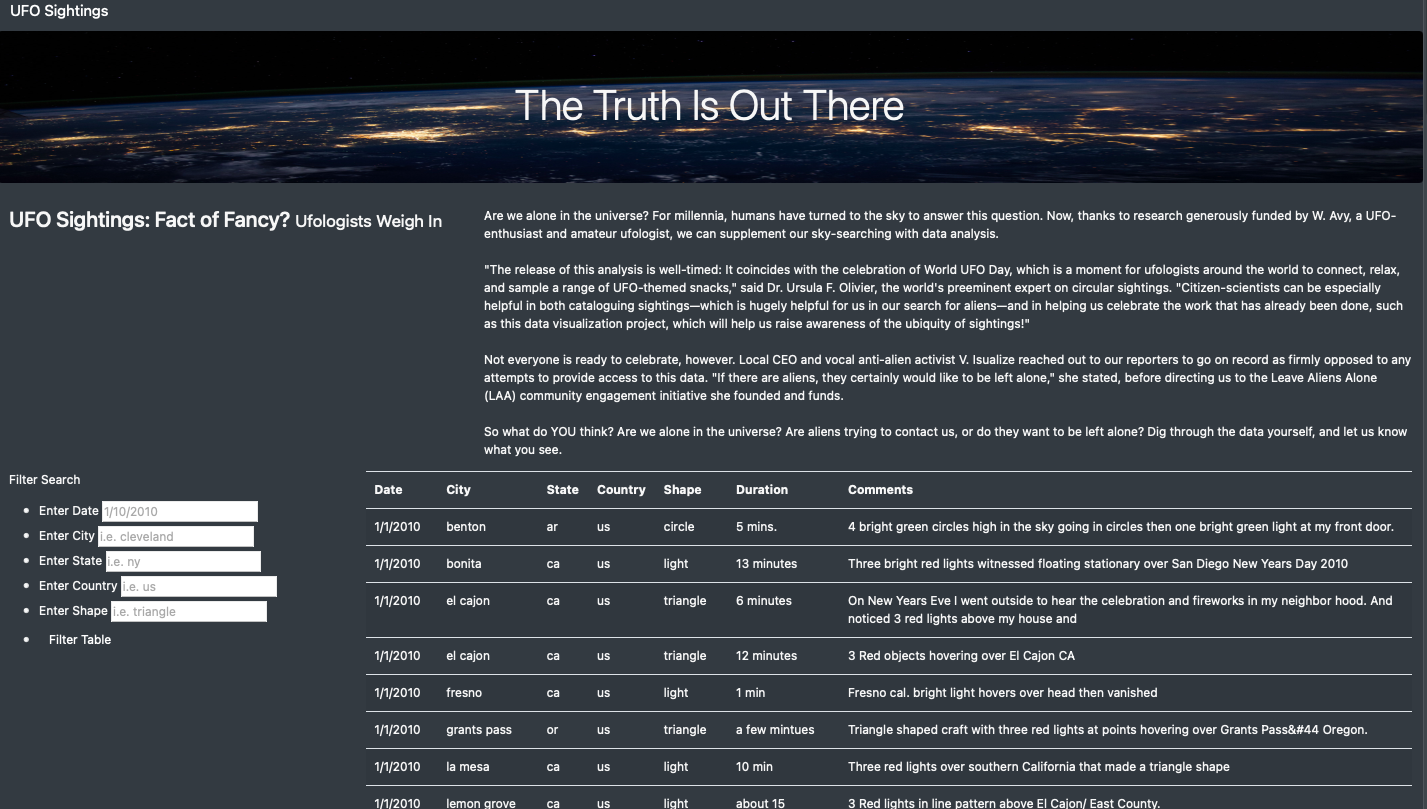 UFO Sightings
The Truth Is Out There
UFO Sightings: Fact of Fancy? Ufologists Weigh In
Are we alone in the universe? For millennia, humans have turned to the sky to answer this question. Now, thanks to research generously funded by W. Avy, a UFO-
enthusiast and amateur ufologist, we can supplement our sky-searching with data analysis.
"The release of this analysis is well-timed: It coincides with the celebration of World UFO Day, which is a moment for ufologists around the world to connect, relax,
and sample a range of UFO-themed snacks," said Dr. Ursula F. Olivier, the world's preeminent expert on circular sightings. "Citizen-scientists can be especially
helpful in both cataloguing sightings—which is hugely helpful for us in our search for aliens—and in helping us celebrate the work that has already been done, such
as this data visualization project, which will help us raise awareness of the ubiquity of sightings!"
Not everyone is ready to celebrate, however. Local CEO and vocal anti-alien activist V. Isualize reached out to our reporters to go on record as firmly opposed to any
attempts to provide access to this data. "If there are aliens, they certainly would like to be left alone," she stated, before directing us to the Leave Aliens Alone
(LAA) community engagement initiative she founded and funds.
So what do YOU think? Are we alone in the universe? Are aliens trying to contact us, or do they want to be left alone? Dig through the data yourself, and let us know
what you see.
Filter Search
Enter Date 1/10/2010
Enter City i.e. cleveland
Enter State i.e. ny
Enter Country i.e. us
Enter Shape i.e. triangle
Filter Table
Date City State Country Shape Duration Comments
1/1/2010 benton ar us circle 5 mins. 4 bright green circles high in the sky going in circles then one bright green light at my front door.
1/1/2010 bonita ca us light 13 minutes Three bright red lights witnessed floating stationary over San Diego New Years Day 2010
1/1/2010 el cajon ca us triangle 6 minutes On New Years Eve I went outside to hear the celebration and fireworks in my neighbor hood. And
noticed 3 red lights above my house and
1/1/2010 el cajon ca us triangle 12 minutes 3 Red objects hovering over El Cajon CA
1/1/2010 fresno ca us light 1 min Fresno cal. bright light hovers over head then vanished
1/1/2010 grants pass or us triangle a few mintues Triangle shaped craft with three red lights at points hovering over Grants Pass&#44 Oregon.
1/1/2010 la mesa ca us light 10 min Three red lights over southern California that made a triangle shape
1/1/2010 lemon grove ca us light about 15 3 Red lights in line pattern above El Cajon/ East County.